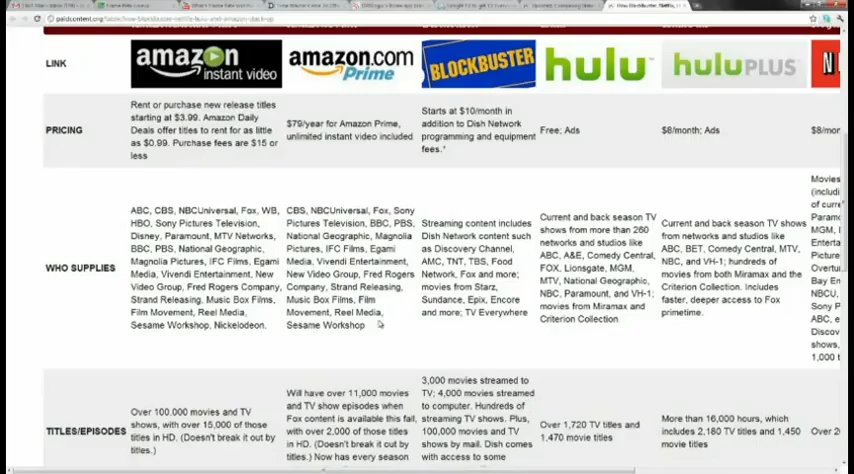 paidcontent.org
LINK
amazon instant video
amazon.com Prime
BLOCKBUSTER
hulu™
huluPLUS
N
PRICING
Rent or purchase new release titles
starting at $3.99. Amazon Daily
Deals offer titles to rent for as little
as $0.99. Purchase fees are $15 or
less
$79/year for Amazon Prime,
unlimited instant video included
Starts at $10/month in
addition to Dish Network
programming and equipment
fees.*
Free; Ads
$8/month; Ads
$8/mor
WHO SUPPLIES
ABC, CBS, NBCUniversal, Fox, WB,
HBO, Sony Pictures Television,
Disney, Paramount, MTV Networks,
BBC, PBS, National Geographic,
Magnolia Pictures, IFC Films, Egami
Media, Vivendi Entertainment, New
Video Group, Fred Rogers Company,
Strand Releasing, Music Box Films,
Film Movement, Reel Media,
Sesame Workshop, Nickelodeon.
CBS, NBCUniversal, Fox, Sony
Pictures Television, BBC, PBS,
National Geographic, Magnolia
Pictures, IFC Films, Egami
Media, Vivendi Entertainment,
New Video Group, Fred Rogers
Company, Strand Releasing,
Music Box Films, Film
Movement, Reel Media,
Sesame Workshop
Streaming content includes
Dish Network content such
as Discovery Channel,
AMC, TNT, TBS, Food
Network, Fox and more;
movies from Starz,
Sundance, Epix, Encore
and more; TV Everywhere
Current and back season TV
shows from more than 260
networks and studios like
ABC, A&E, Comedy Central,
FOX, Lionsgate, MGM,
MTV, National Geographic,
NBC, Paramount, and VH-1;
movies from Miramax and
Criterion Collection
Current and back season TV shows
from networks and studios like
ABC, BET, Comedy Central, MTV,
NBC, and VH-1; hundreds of
movies from both Miramax and the
Criterion Collection. Includes
faster, deeper access to Fox
primetime.
Movies
(includi
of curre
Paramo
MGM, L
Enterta
Picture
Overtu
Bay En
NBCU,
Sony P
ABC, e
Discov
shows,
1,000 t
TITLES/EPISODES
Over 100,000 movies and TV
shows, with over 15,000 of those
titles in HD. (Doesn't break it out by
titles.)
Will have over 11,000 movies
and TV show episodes when
Fox content is available this fall,
with over 2,000 of those titles
in HD. (Doesn't break it out by
titles.) Now has every season
3,000 movies streamed to
TV; 4,000 movies streamed
to computer. Hundreds of
streaming TV shows. Plus,
100,000 movies and TV
shows by mail. Dish comes
with access to some
Over 1,720 TV titles and
1,470 movie titles
More than 16,000 hours, which
includes 2,180 TV titles and 1,450
movie titles
Over 2